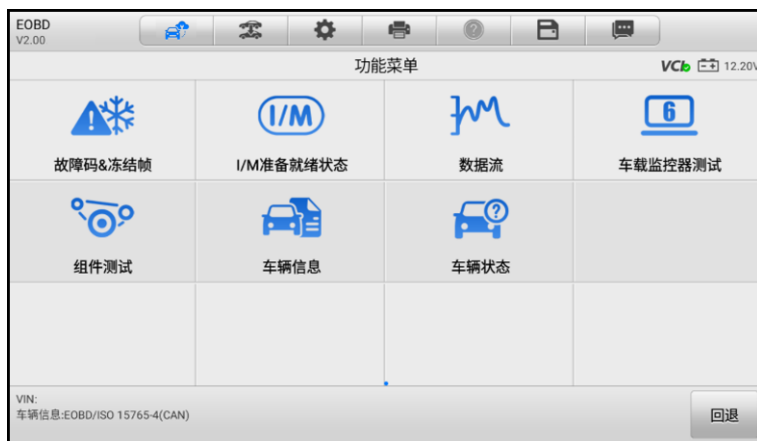 EOBD
V2.00
功能菜单
VCI 12.20V
I/M
6
故障码&冻结帧
I/M准备就绪状态
数据流
车载监控器测试
组件测试
车辆信息
车辆状态
VIN:
车辆信息:EOBD/ISO 15765-4(CAN)
回退